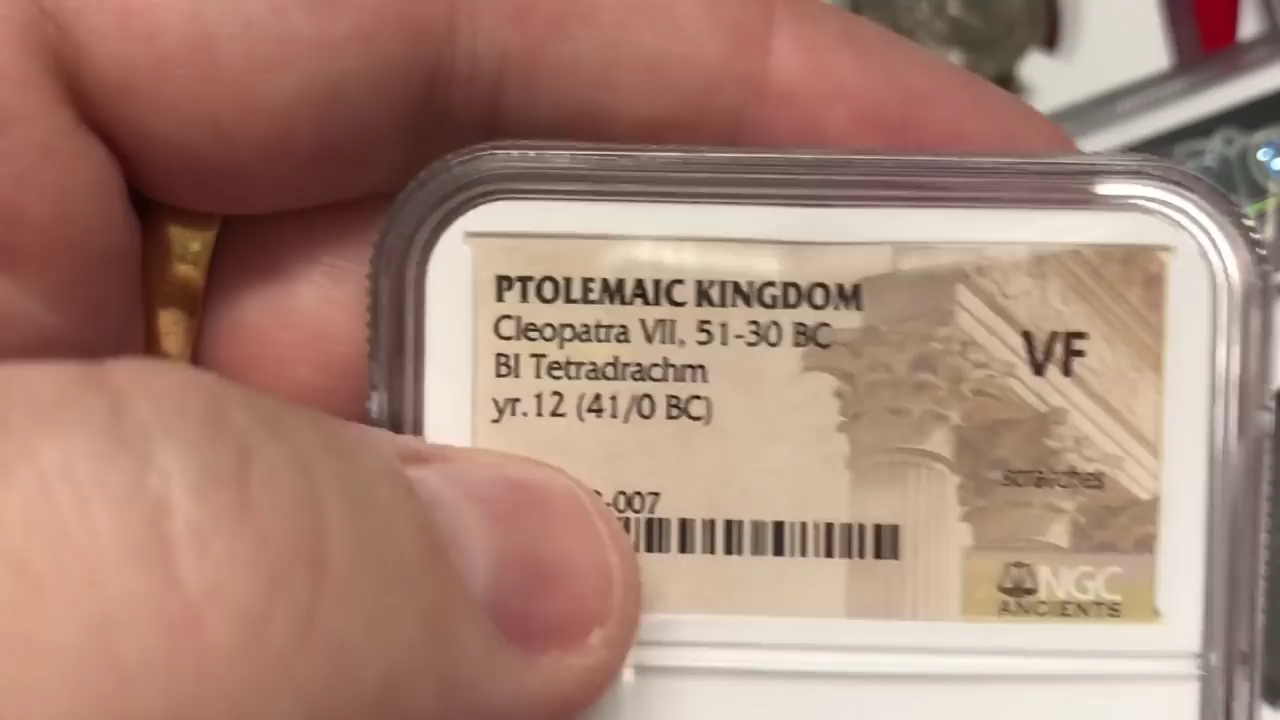 PTOLEMAIC KINGDOM
Cleopatra VII, 51-30 BC
BI Tetradrachm
yr.12 (41/0 BC)
-007
VF
scratches
NGC
ANCIENTS